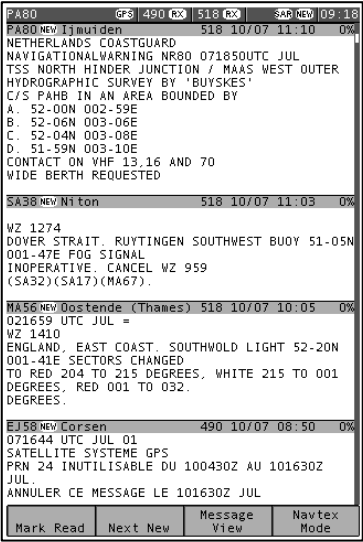 PA80 GPS 490 RX 518 RX SAR NEW 09:18
PA80 NEW Ijmuiden 518 10/07 11:10 0%
NETHERLANDS COASTGUARD
NAVIGATIONALWARNING NR80 071850UTC JUL
TSS NORTH HINDER JUNCTION / MAAS WEST OUTER
HYDROGRAPHIC SURVEY BY 'BUYSKES'
C/S PAHB IN AN AREA BOUNDED BY
A. 52-00N 002-59E
B. 52-06N 003-06E
C. 52-04N 003-08E
D. 51-59N 003-10E
CONTACT ON VHF 13,16 AND 70
WIDE BERTH REQUESTED
SA38 NEW Niton 518 10/07 11:03 0%
WZ 1274
DOVER STRAIT. RUYTINGEN SOUTHWEST BUOY 51-05N
001-47E FOG SIGNAL
INOPERATIVE. CANCEL WZ 959
(SA32)(SA17)(MA67).
MA56 NEW Oostende (Thames) 518 10/07 10:05 0%
021659 UTC JUL =
WZ 1410
ENGLAND, EAST COAST. SOUTHWOLD LIGHT 52-20N
001-41E SECTORS CHANGED
TO RED 204 TO 215 DEGREES, WHITE 215 TO 001
DEGREES, RED 001 TO 032.
DEGREES.
EJ58 NEW Corsen 490 10/07 08:50 0%
071644 UTC JUL 01
SATELLITE SYSTEME GPS
PRN 24 INUTILISABLE DU 100430Z AU 101630Z
JUL.
ANNULER CE MESSAGE LE 101630Z JUL
Mark Read Next New Message View Navtex Mode